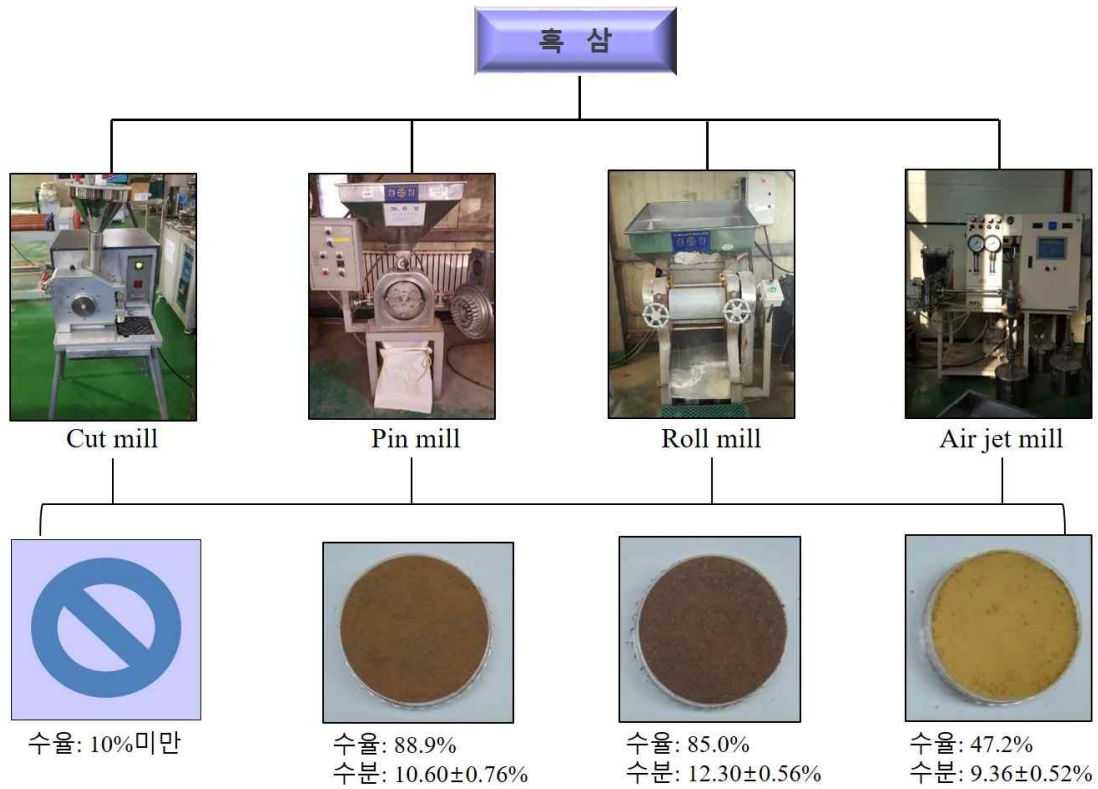 흑 삼
Cut mill
Pin mill
Roll mill
Air jet mill
수율: 10%미만
수율: 88.9%
수분: 10.60±0.76%
수율: 85.0%
수분: 12.30±0.56%
수율: 47.2%
수분: 9.36±0.52%